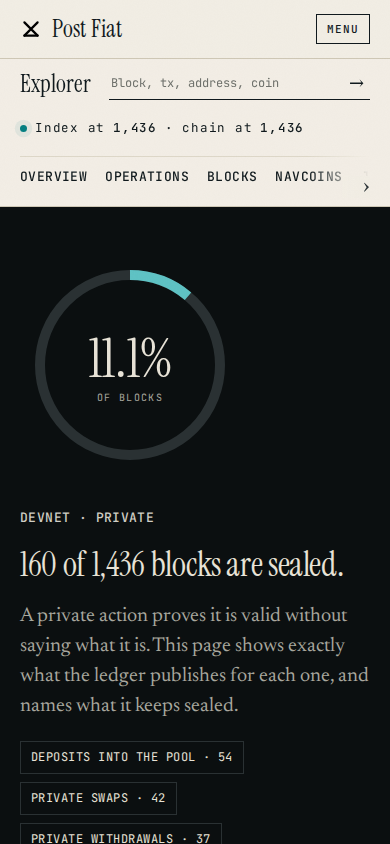 Post Fiat
MENU
Explorer
Block, tx, address, coin →
Index at 1,436 · chain at 1,436
OVERVIEW OPERATIONS BLOCKS NAVCOINS ›
11.1%
OF BLOCKS
DEVNET · PRIVATE
160 of 1,436 blocks are sealed.
A private action proves it is valid without
saying what it is. This page shows exactly
what the ledger publishes for each one, and
names what it keeps sealed.
DEPOSITS INTO THE POOL · 54
PRIVATE SWAPS · 42
PRIVATE WITHDRAWALS · 37